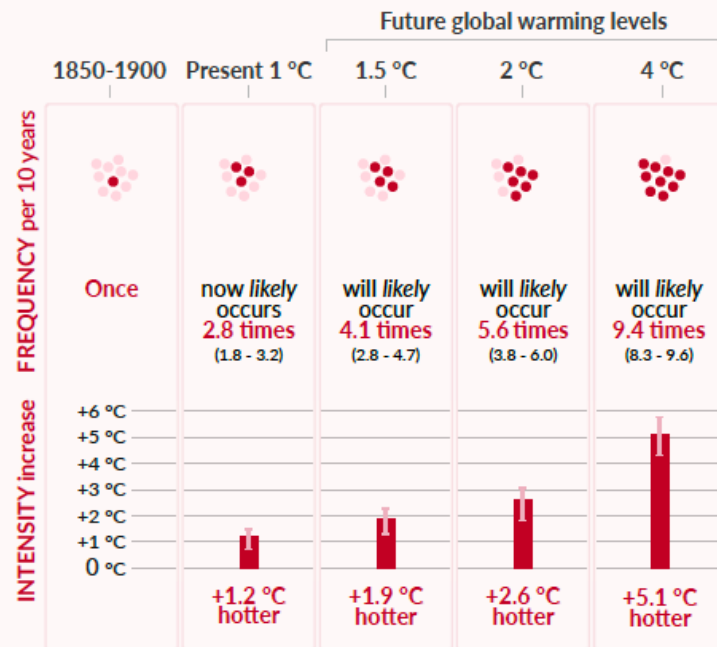 Future global warming levels
1850-1900
Present 1 °C
1.5 °C
2 °C
4 °C
FREQUENCY per 10 years
Once
now likely
occurs
2.8 times
(1.8 - 3.2)
will likely
occur
4.1 times
(2.8 - 4.7)
will likely
occur
5.6 times
(3.8 - 6.0)
will likely
occur
9.4 times
(8.3 - 9.6)
INTENSITY increase
+6 °C
+5 °C
+4 °C
+3 °C
+2 °C
+1 °C
0 °C
+1.2 °C
hotter
+1.9 °C
hotter
+2.6 °C
hotter
+5.1 °C
hotter